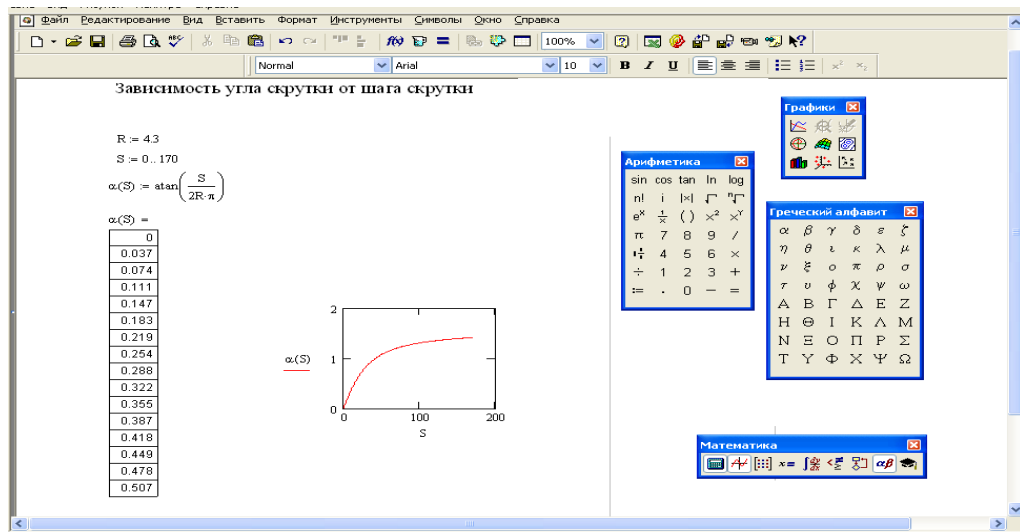 Файл Редактирование Вид Вставить Формат Инструменты Символы Окно Справка
100%
Normal Arial 10 B I U x² x₂
Зависимость угла скрутки от шага скрутки
R := 4.3
S := 0.. 170
α(S) := atan(S/2R·π)
α(S) =
0
0.037
0.074
0.111
0.147
0.183
0.219
0.254
0.288
0.322
0.355
0.387
0.418
0.449
0.478
0.507
2
1
0
α(S)
0 100 200
S
Графики
Арифметика
sin cos tan ln log
n! i |×| √ ⁿ√
eˣ 1/x ( ) ×² ×ʸ
π 7 8 9 /
4 5 6 ×
÷ 1 2 3 +
:= . 0 − =
Греческий алфавит
α β γ δ ε ζ
η θ ι κ λ μ
ν ξ ο π ρ σ
τ υ φ χ ψ ω
Α Β Γ Δ Ε Ζ
Η Θ Ι Κ Λ Μ
Ν Ξ Ο Π Ρ Σ
Τ Υ Φ Χ Ψ Ω
Математика
x= αβ